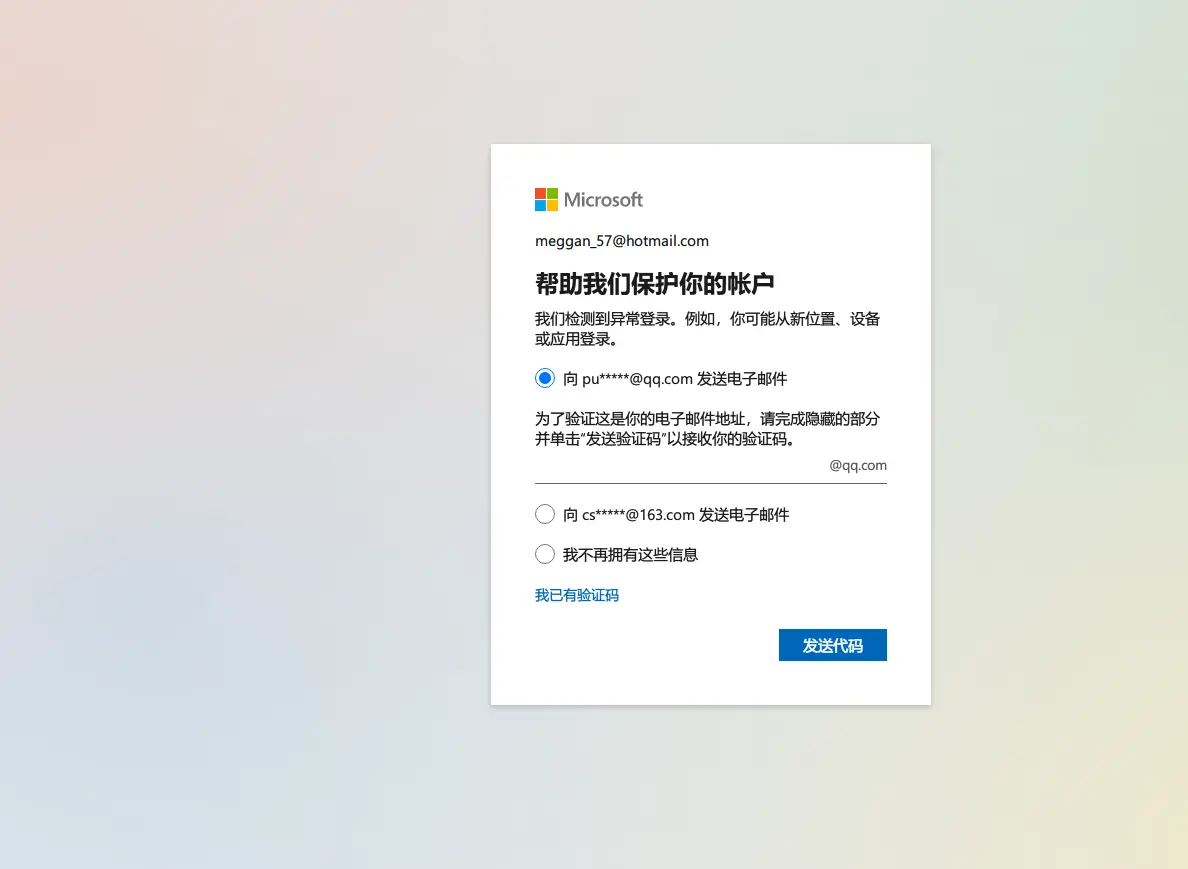 Microsoft
meggan_57@hotmail.com
帮助我们保护你的帐户
我们检测到异常登录。例如，你可能从新位置、设备
或应用登录。
向 pu*****@qq.com 发送电子邮件
为了验证这是你的电子邮件地址，请完成隐藏的部分
并单击"发送验证码"以接收你的验证码。
@qq.com
向 cs*****@163.com 发送电子邮件
我不再拥有这些信息
我已有验证码
发送代码